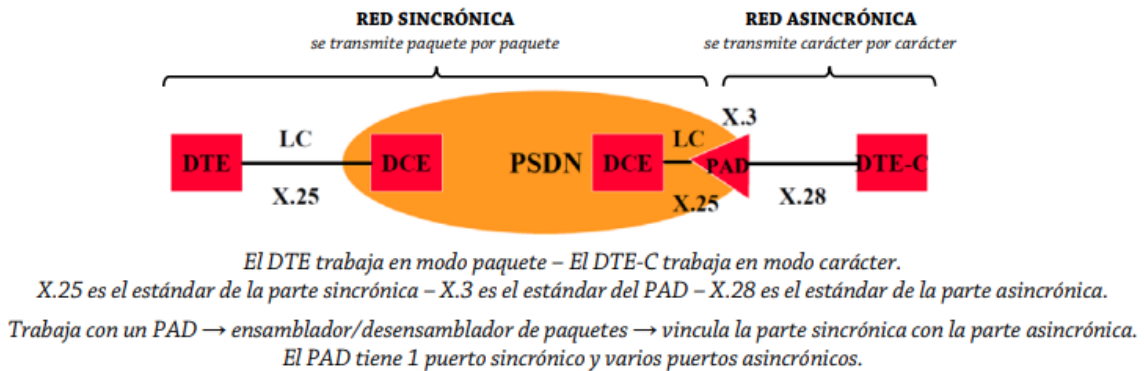 RED SINCRÓNICA
se transmite paquete por paquete
RED ASINCRÓNICA
se transmite carácter por carácter
X.3
LC
LC
DTE
DCE
PSDN
DCE
PAD
DTE-C
X.25
X.25
X.28
El DTE trabaja en modo paquete – El DTE-C trabaja en modo carácter.
X.25 es el estándar de la parte sincrónica – X.3 es el estándar del PAD – X.28 es el estándar de la parte asincrónica.
Trabaja con un PAD → ensamblador/desensamblador de paquetes → vincula la parte sincrónica con la parte asincrónica.
El PAD tiene 1 puerto sincrónico y varios puertos asincrónicos.